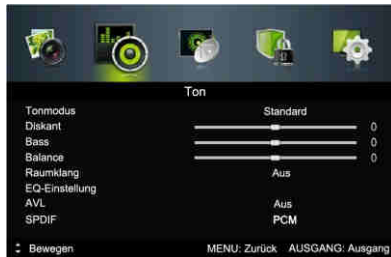 Ton
Tonmodus Standard
Diskant 0
Bass 0
Balance 0
Raumklang Aus
EQ-Einstellung
AVL Aus
SPDIF PCM
Bewegen MENU: Zurück AUSGANG: Ausgang